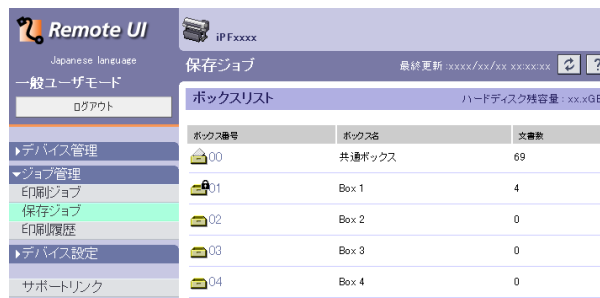 Remote UI
iPFxxxx
Japanese language
保存ジョブ
最終更新:xxxx/xx/xx xx:xx:xx
?
一般ユーザモード
ログアウト
ボックスリスト
ハードディスク残容量:xx.xGB
ボックス番号 ボックス名 文書数
00 共通ボックス 69
▶デバイス管理
▼ジョブ管理
01 Box 1 4
印刷ジョブ
保存ジョブ
02 Box 2 0
印刷履歴
▶デバイス設定
03 Box 3 0
サポートリンク
04 Box 4 0